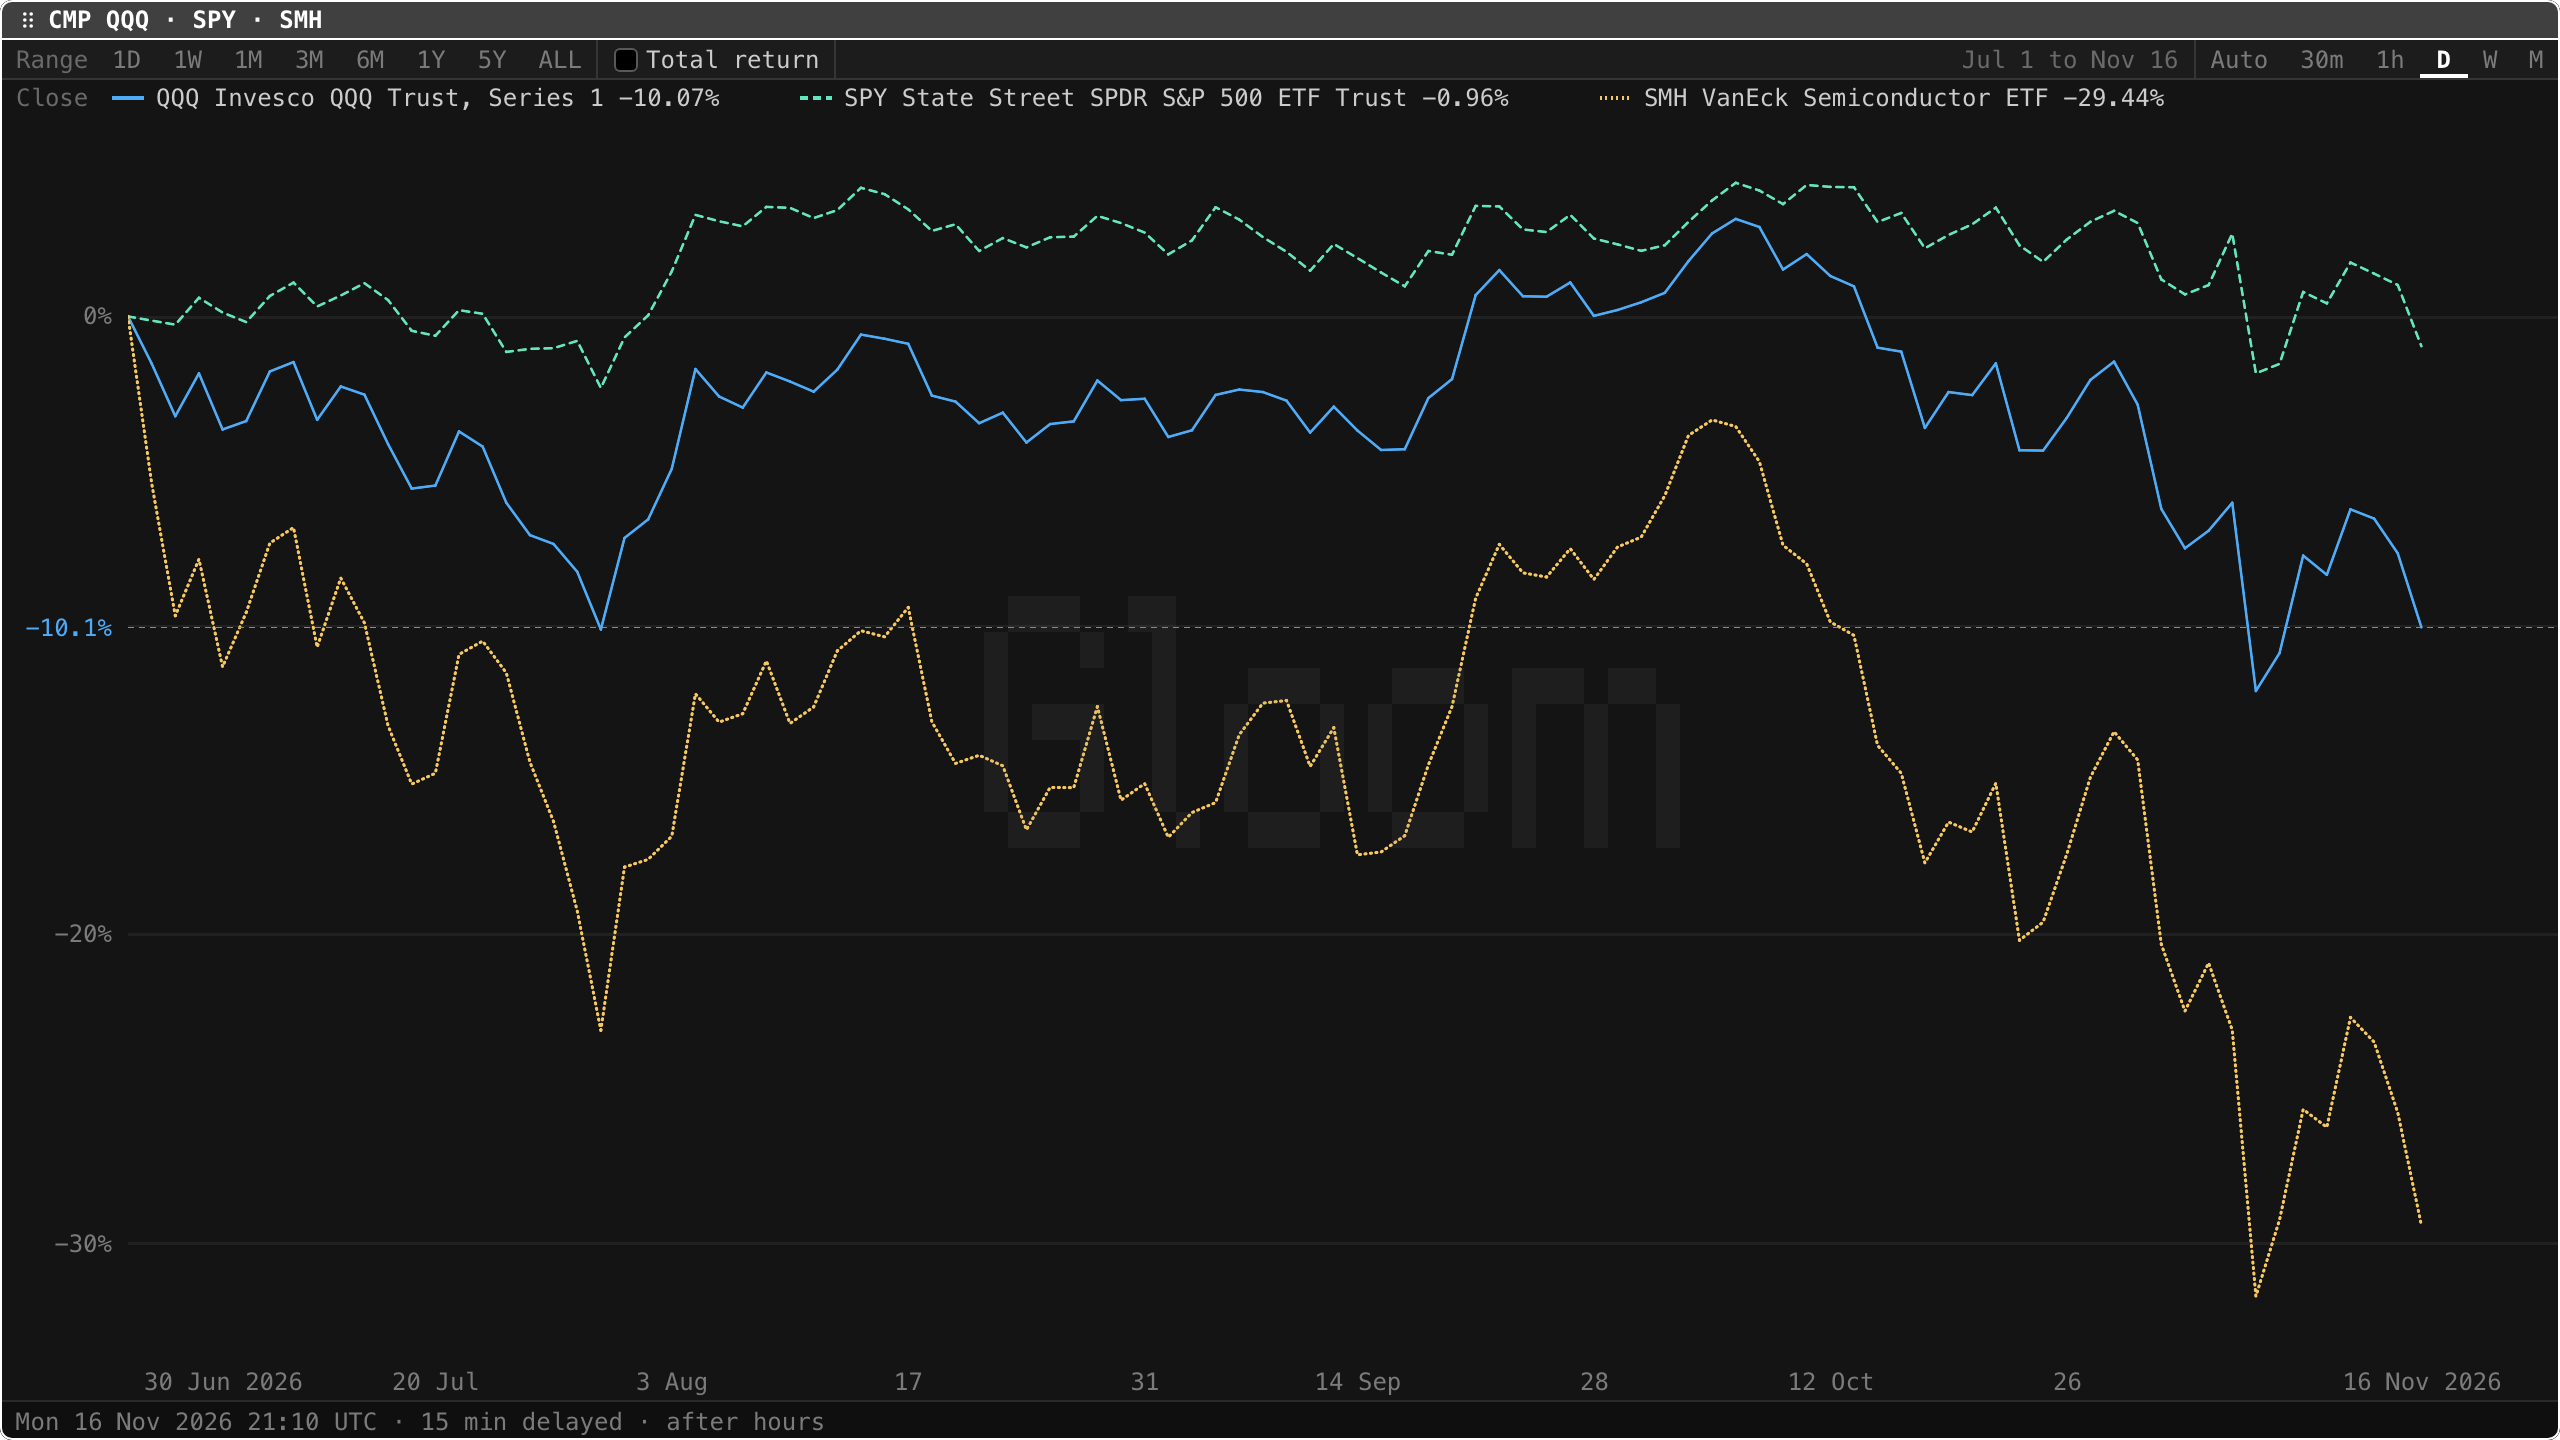 CMP QQQ · SPY · SMH
Range 1D 1W 1M 3M 6M 1Y 5Y ALL Total return Jul 1 to Nov 16 Auto 30m 1h D W M
Close QQQ Invesco QQQ Trust, Series 1 −10.07% SPY State Street SPDR S&P 500 ETF Trust −0.96% SMH VanEck Semiconductor ETF −29.44%
0%
−10.1%
Gloom
−20%
−30%
30 Jun 2026 20 Jul 3 Aug 17 31 14 Sep 28 12 Oct 26 16 Nov 2026
Mon 16 Nov 2026 21:10 UTC · 15 min delayed · after hours